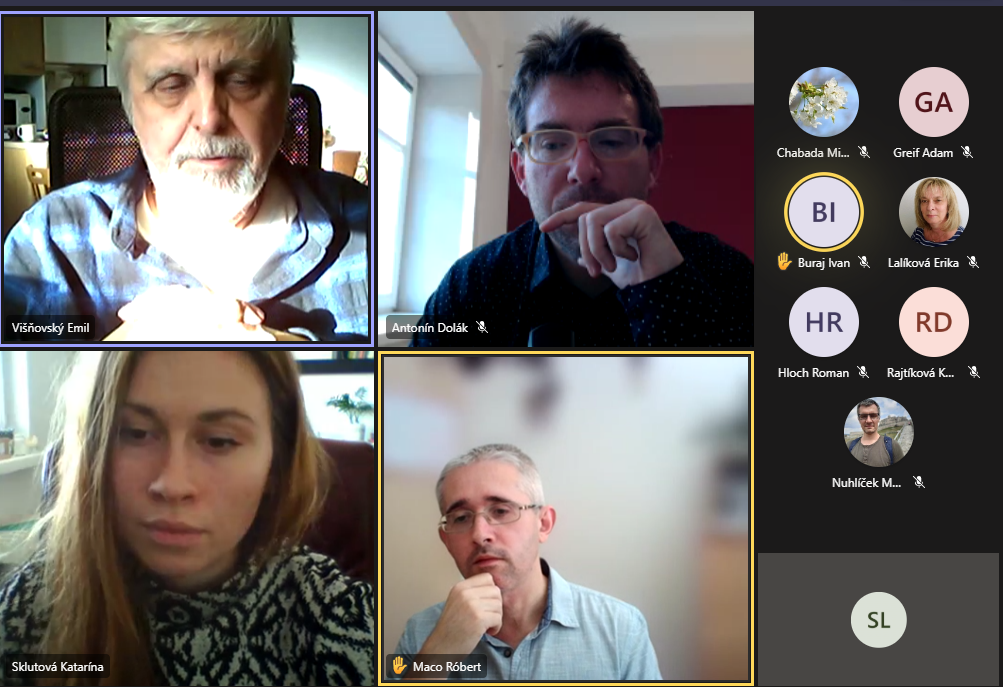 Višňovský Emil
Antonín Dolák
Sklutová Katarína
Maco Róbert
Chabada Mi...
GA
Greif Adam
BI
Buraj Ivan
Lalíková Erika
HR
Hloch Roman
RD
Rajtíková K...
Nuhlíček M...
SL